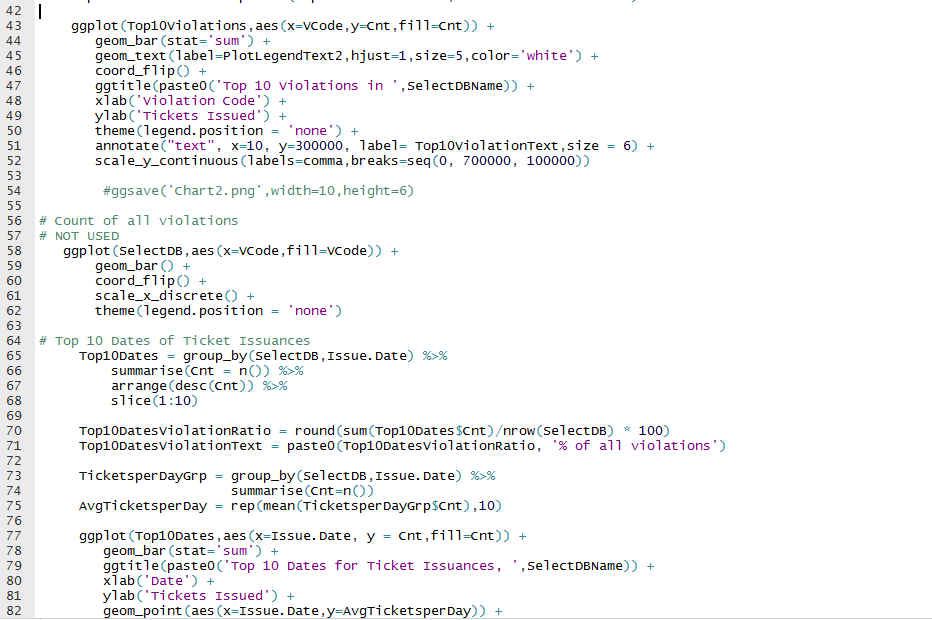 42
43 ggplot(Top10Violations,aes(x=VCode,y=Cnt,fill=Cnt)) +
44 geom_bar(stat='sum') +
45 geom_text(label=PlotLegendText2,hjust=1,size=5,color='white') +
46 coord_flip() +
47 ggtitle(paste0('Top 10 Violations in ',SelectDBName)) +
48 xlab('Violation Code') +
49 ylab('Tickets Issued') +
50 theme(legend.position = 'none') +
51 annotate("text", x=10, y=300000, label= Top10ViolationText,size = 6) +
52 scale_y_continuous(labels=comma,breaks=seq(0, 700000, 100000))
53
54 #ggsave('Chart2.png',width=10,height=6)
55
56 # Count of all violations
57 # NOT USED
58 ggplot(SelectDB,aes(x=VCode,fill=VCode)) +
59 geom_bar() +
60 coord_flip() +
61 scale_x_discrete() +
62 theme(legend.position = 'none')
63
64 # Top 10 Dates of Ticket Issuances
65 Top10Dates = group_by(SelectDB,Issue.Date) %>%
66 summarise(Cnt = n()) %>%
67 arrange(desc(Cnt)) %>%
68 slice(1:10)
69
70 Top10DatesViolationRatio = round(sum(Top10Dates$Cnt)/nrow(SelectDB) * 100)
71 Top10DatesViolationText = paste0(Top10DatesViolationRatio, '% of all violations')
72
73 TicketsperDayGrp = group_by(SelectDB,Issue.Date) %>%
74 summarise(Cnt=n())
75 AvgTicketsperDay = rep(mean(TicketsperDayGrp$Cnt),10)
76
77 ggplot(Top10Dates,aes(x=Issue.Date, y = Cnt,fill=Cnt)) +
78 geom_bar(stat='sum') +
79 ggtitle(paste0('Top 10 Dates for Ticket Issuances, ',SelectDBName)) +
80 xlab('Date') +
81 ylab('Tickets Issued') +
82 geom_point(aes(x=Issue.Date,y=AvgTicketsperDay)) +